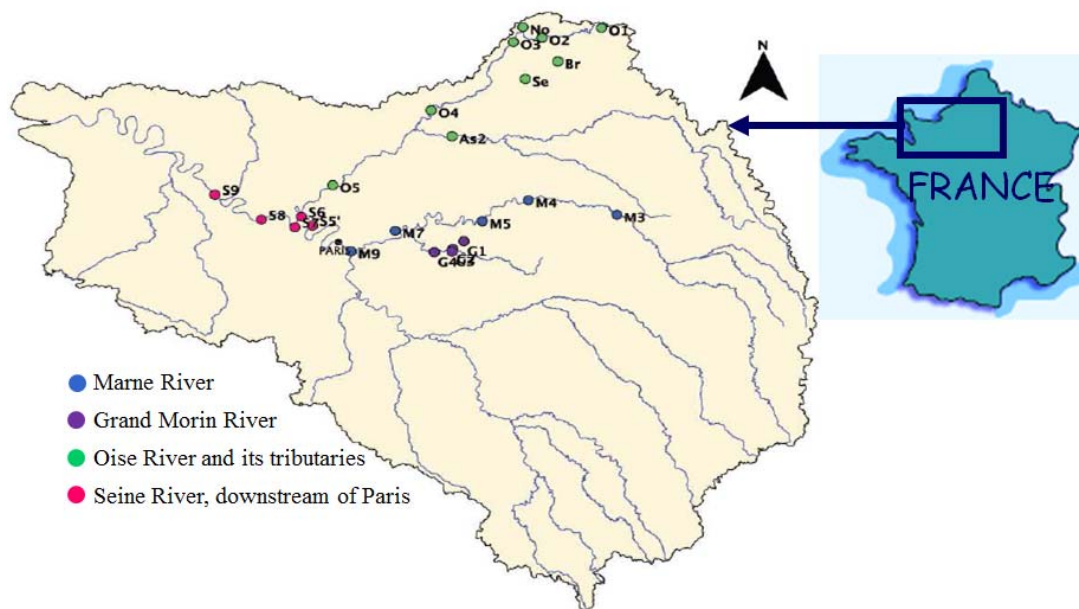 No
O1
O2
O3
Br
Se
N
O4
As2
FRANCE
O5
S9
S6
S8
S5'
M4
M3
M5
M7
G1
PARIS
M9
Marne River
Grand Morin River
Oise River and its tributaries
Seine River, downstream of Paris